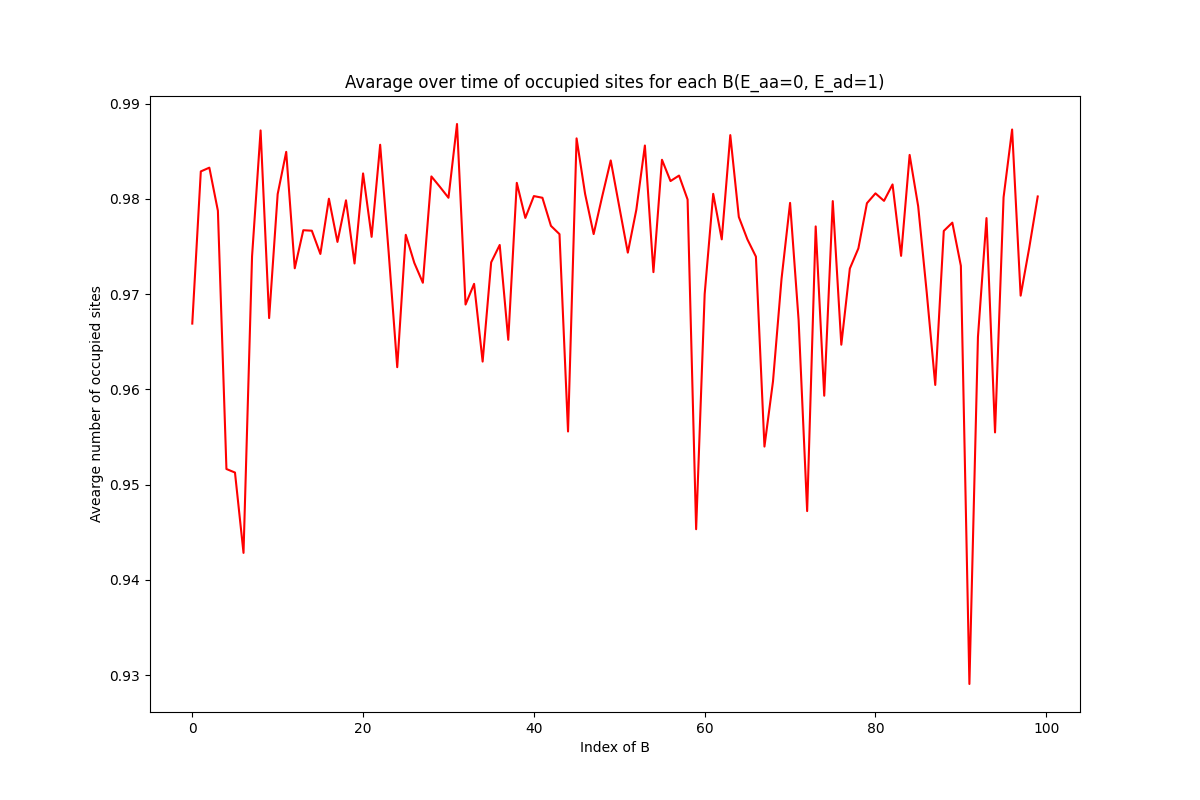 Avarage over time of occupied sites for each B(E_aa=0, E_ad=1)
0.99
0.98
0.97
0.96
0.95
0.94
0.93
Avearge number of occupied sites
0 20 40 60 80 100
Index of B